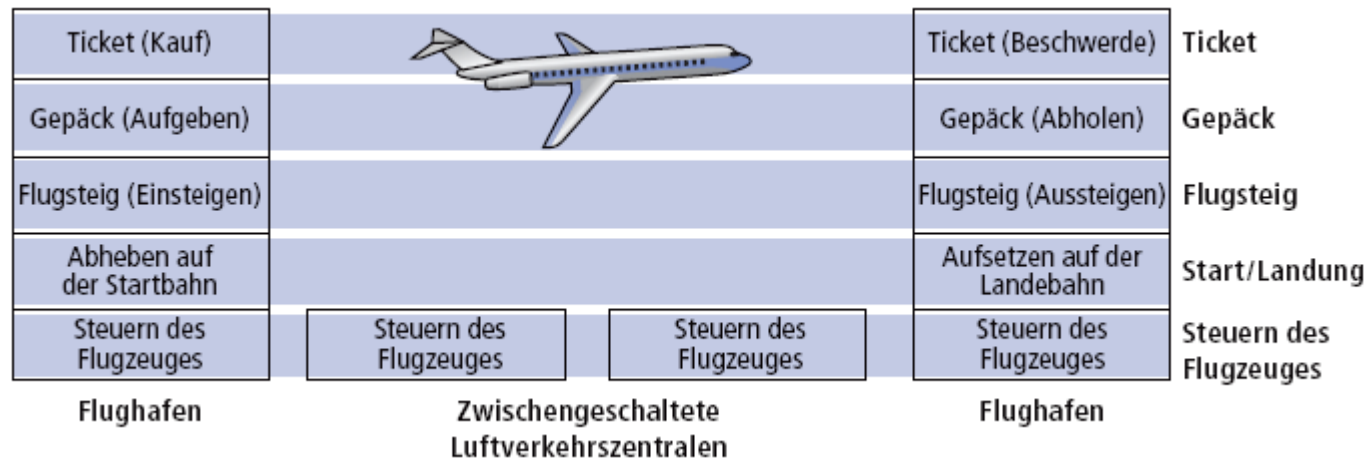 Ticket (Kauf)
Ticket (Beschwerde)
Ticket
Gepäck (Aufgeben)
Gepäck (Abholen)
Gepäck
Flugsteig (Einsteigen)
Flugsteig (Aussteigen)
Flugsteig
Abheben auf
der Startbahn
Aufsetzen auf der
Landebahn
Start/Landung
Steuern des
Flugzeuges
Steuern des
Flugzeuges
Steuern des
Flugzeuges
Steuern des
Flugzeuges
Steuern des
Flugzeuges
Flughafen
Zwischengeschaltete
Luftverkehrszentralen
Flughafen